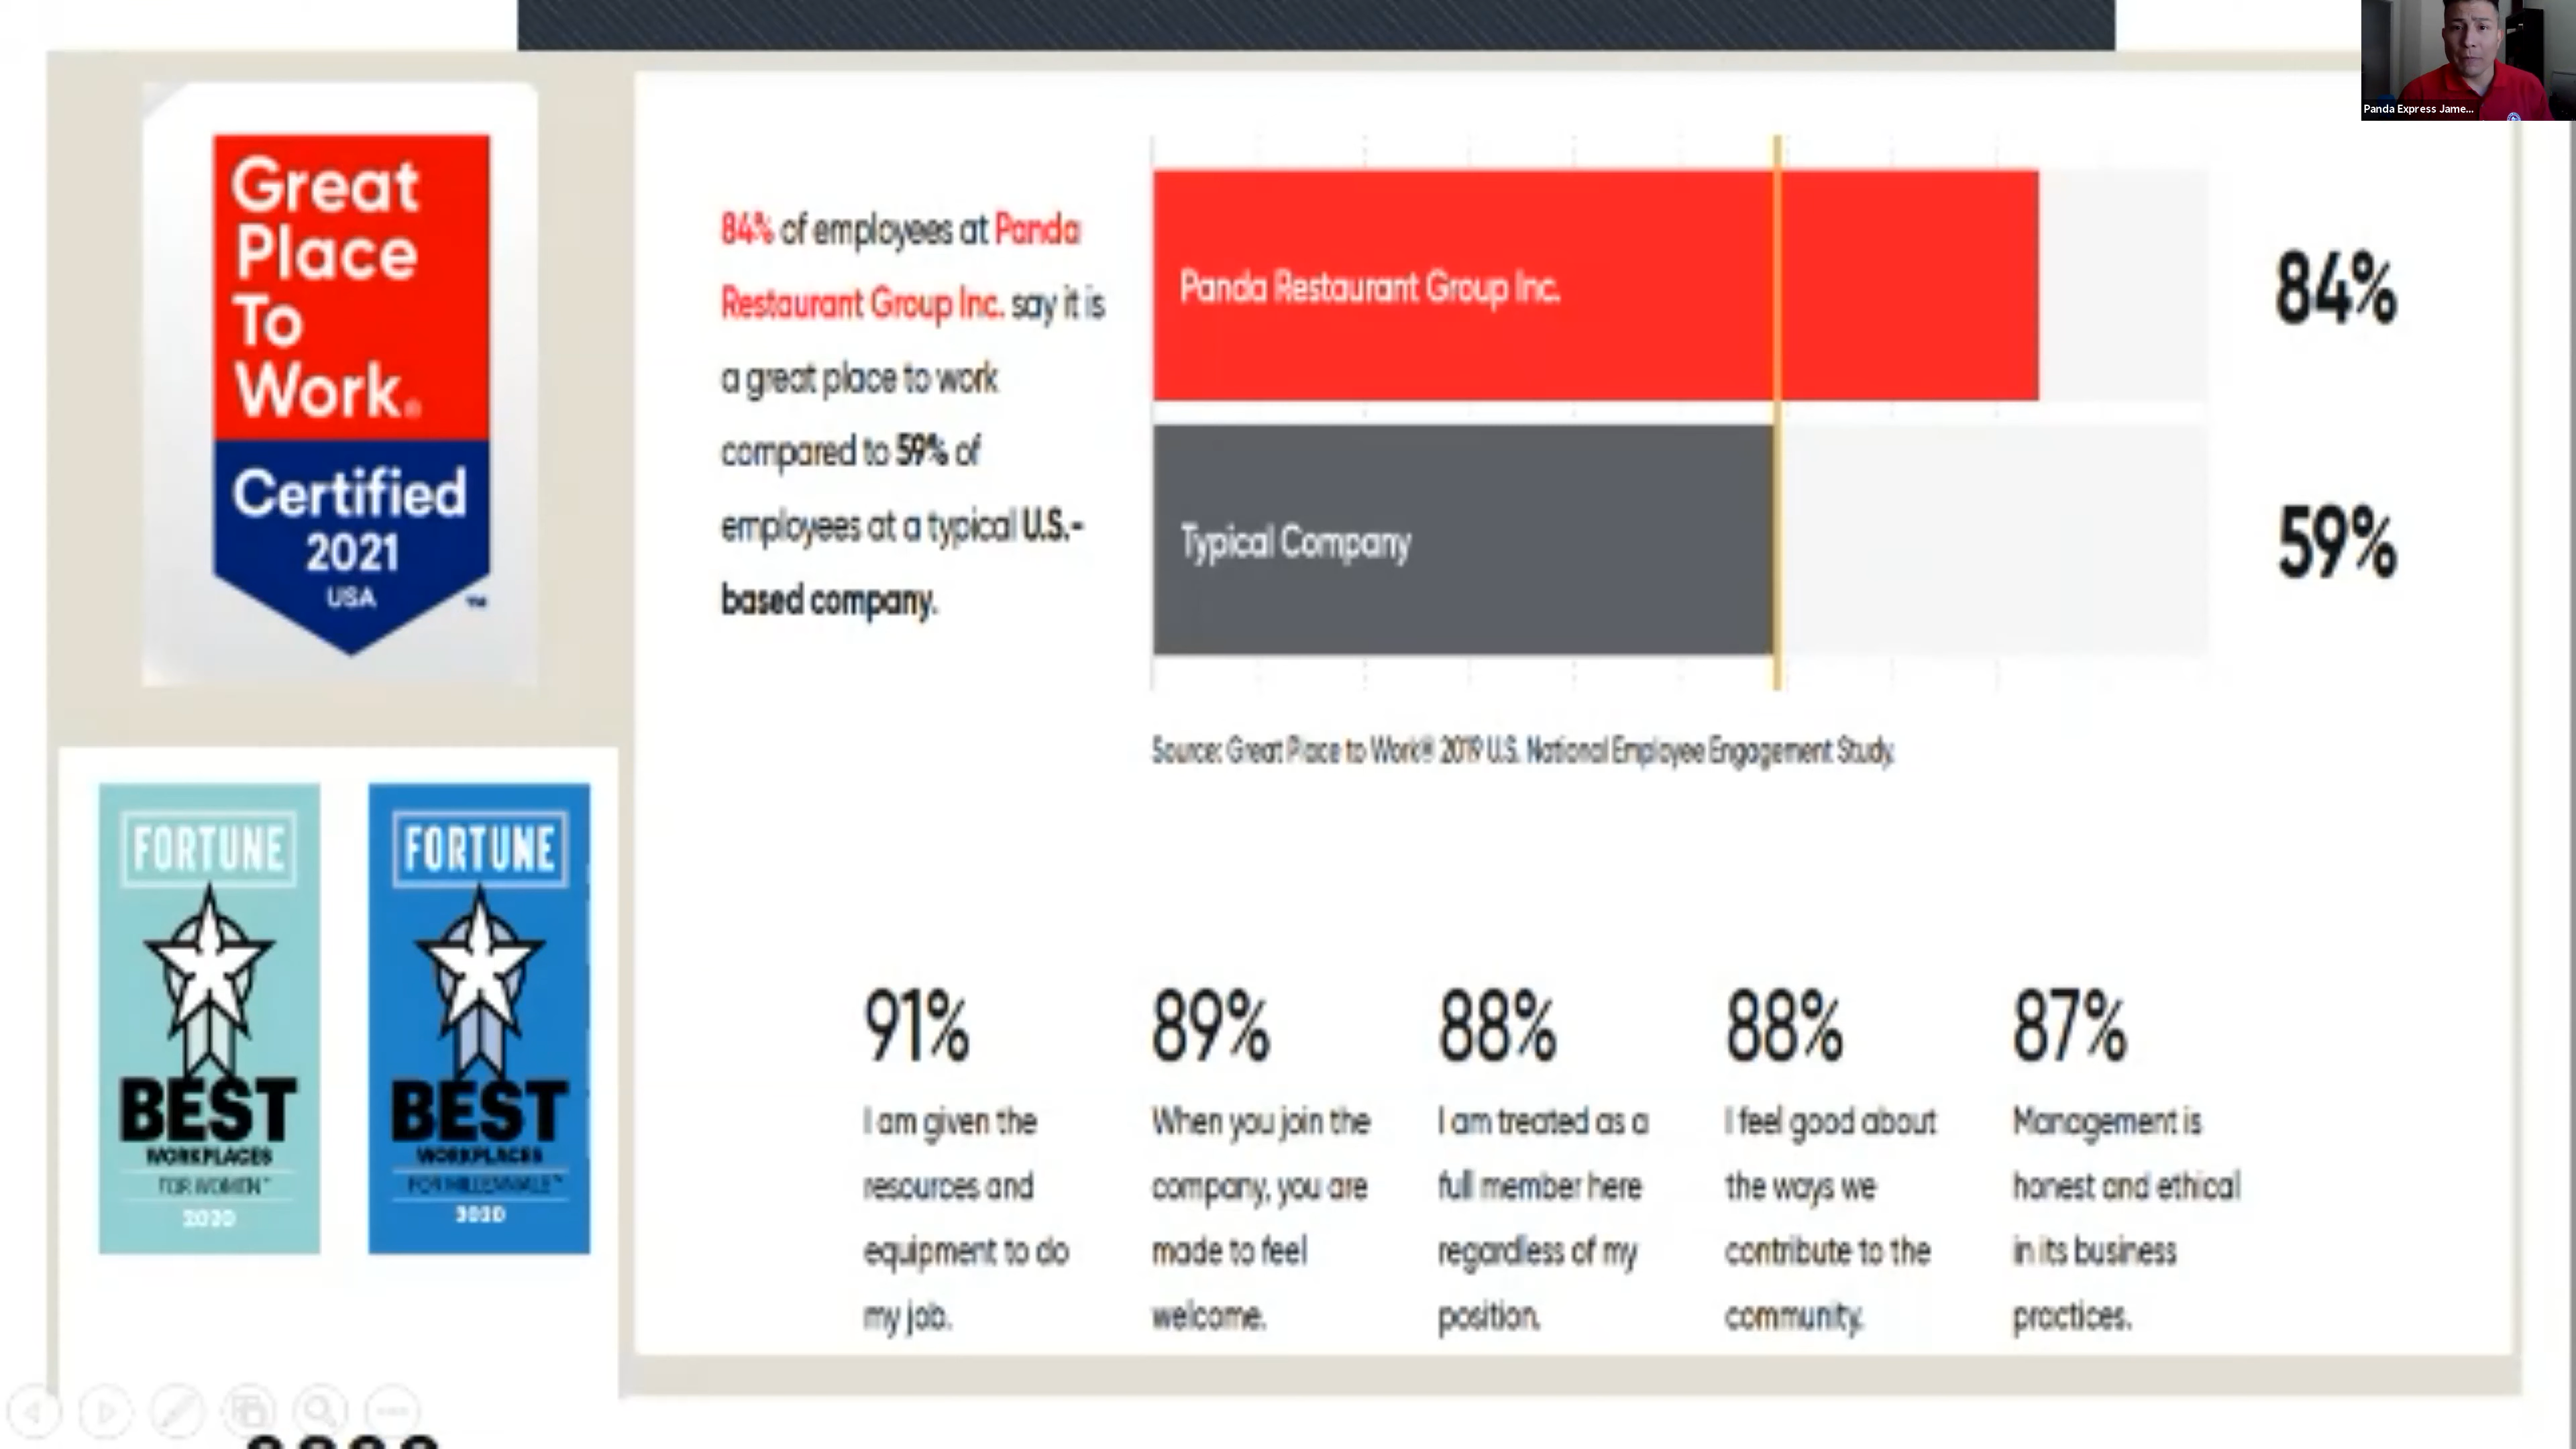 Panda Express Jame...
Great
Place
To
Work®
Certified
2021
USA
™
84% of employees at Panda
Restaurant Group Inc. say it is
a great place to work
compared to 59% of
employees at a typical U.S.-
based company.
Panda Restaurant Group Inc.
84%
Typical Company
59%
Source: Great Place to Work® 2019 U.S. National Employee Engagement Study.
FORTUNE
BEST
WORKPLACES
FOR WOMEN™
2020
FORTUNE
BEST
WORKPLACES
FOR MILLENNIALS™
2020
91%
I am given the
resources and
equipment to do
my job.
89%
When you join the
company, you are
made to feel
welcome.
88%
I am treated as a
full member here
regardless of my
position.
88%
I feel good about
the ways we
contribute to the
community.
87%
Management is
honest and ethical
in its business
practices.